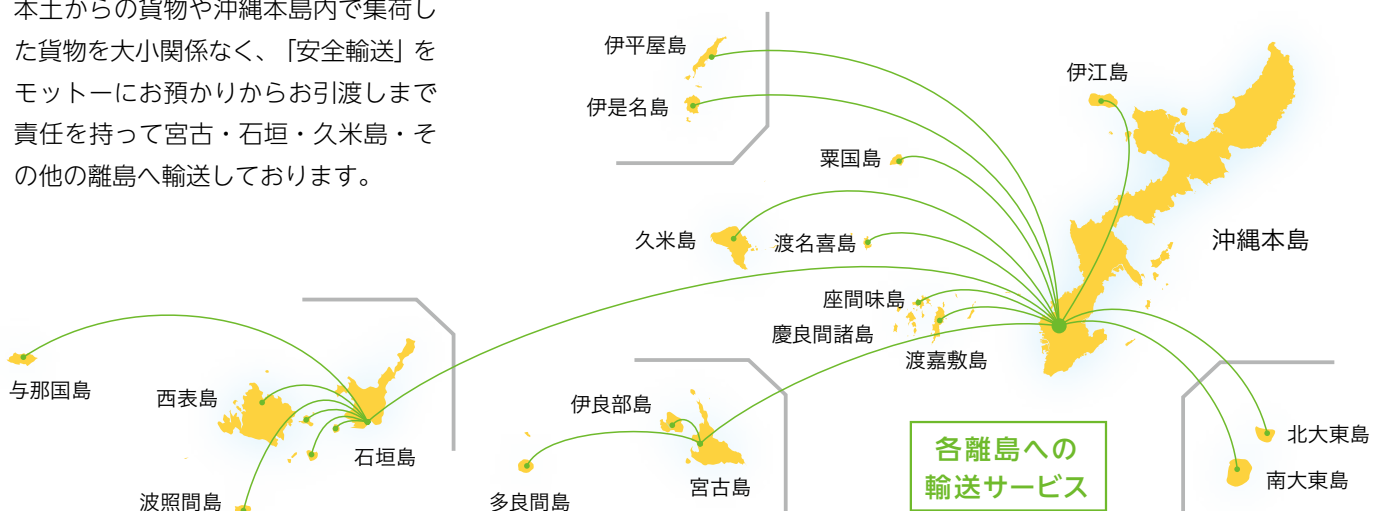 本土からの貨物や沖縄本島内で集荷し
た貨物を大小関係なく、「安全輸送」を
モットーにお預かりからお引渡しまで
責任を持って宮古・石垣・久米島・そ
の他の離島へ輸送しております。
伊平屋島
伊是名島
伊江島
粟国島
久米島
渡名喜島
沖縄本島
座間味島
慶良間諸島
渡嘉敷島
与那国島
西表島
石垣島
波照間島
伊良部島
多良間島
宮古島
各離島への
輸送サービス
北大東島
南大東島